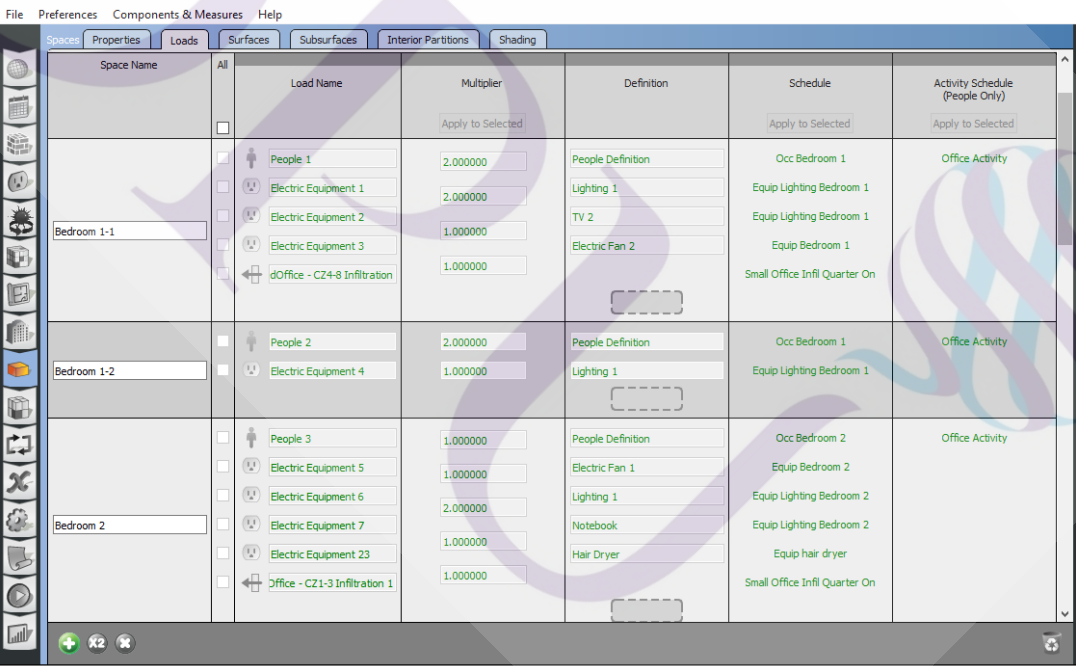 File Preferences Components & Measures Help
Spaces Properties Loads Surfaces Subsurfaces Interior Partitions Shading
Space Name All Load Name Multiplier Definition Schedule Activity Schedule
(People Only)
Apply to Selected Apply to Selected Apply to Selected
People 1 2.000000 People Definition Occ Bedroom 1 Office Activity
Electric Equipment 1 2.000000 Lighting 1 Equip Lighting Bedroom 1
Electric Equipment 2 1.000000 TV 2 Equip Lighting Bedroom 1
Bedroom 1-1
Electric Equipment 3 1.000000 Electric Fan 2 Equip Bedroom 1
dOffice - CZ4-8 Infiltration Small Office Infil Quarter On
People 2 2.000000 People Definition Occ Bedroom 1 Office Activity
Bedroom 1-2 Electric Equipment 4 1.000000 Lighting 1 Equip Lighting Bedroom 1
People 3 1.000000 People Definition Occ Bedroom 2 Office Activity
Electric Equipment 5 1.000000 Electric Fan 1 Equip Bedroom 2
Electric Equipment 6 2.000000 Lighting 1 Equip Lighting Bedroom 2
Bedroom 2 Electric Equipment 7 1.000000 Notebook Equip Lighting Bedroom 2
Electric Equipment 23 1.000000 Hair Dryer Equip hair dryer
Office - CZ1-3 Infiltration 1 Small Office Infil Quarter On
X2